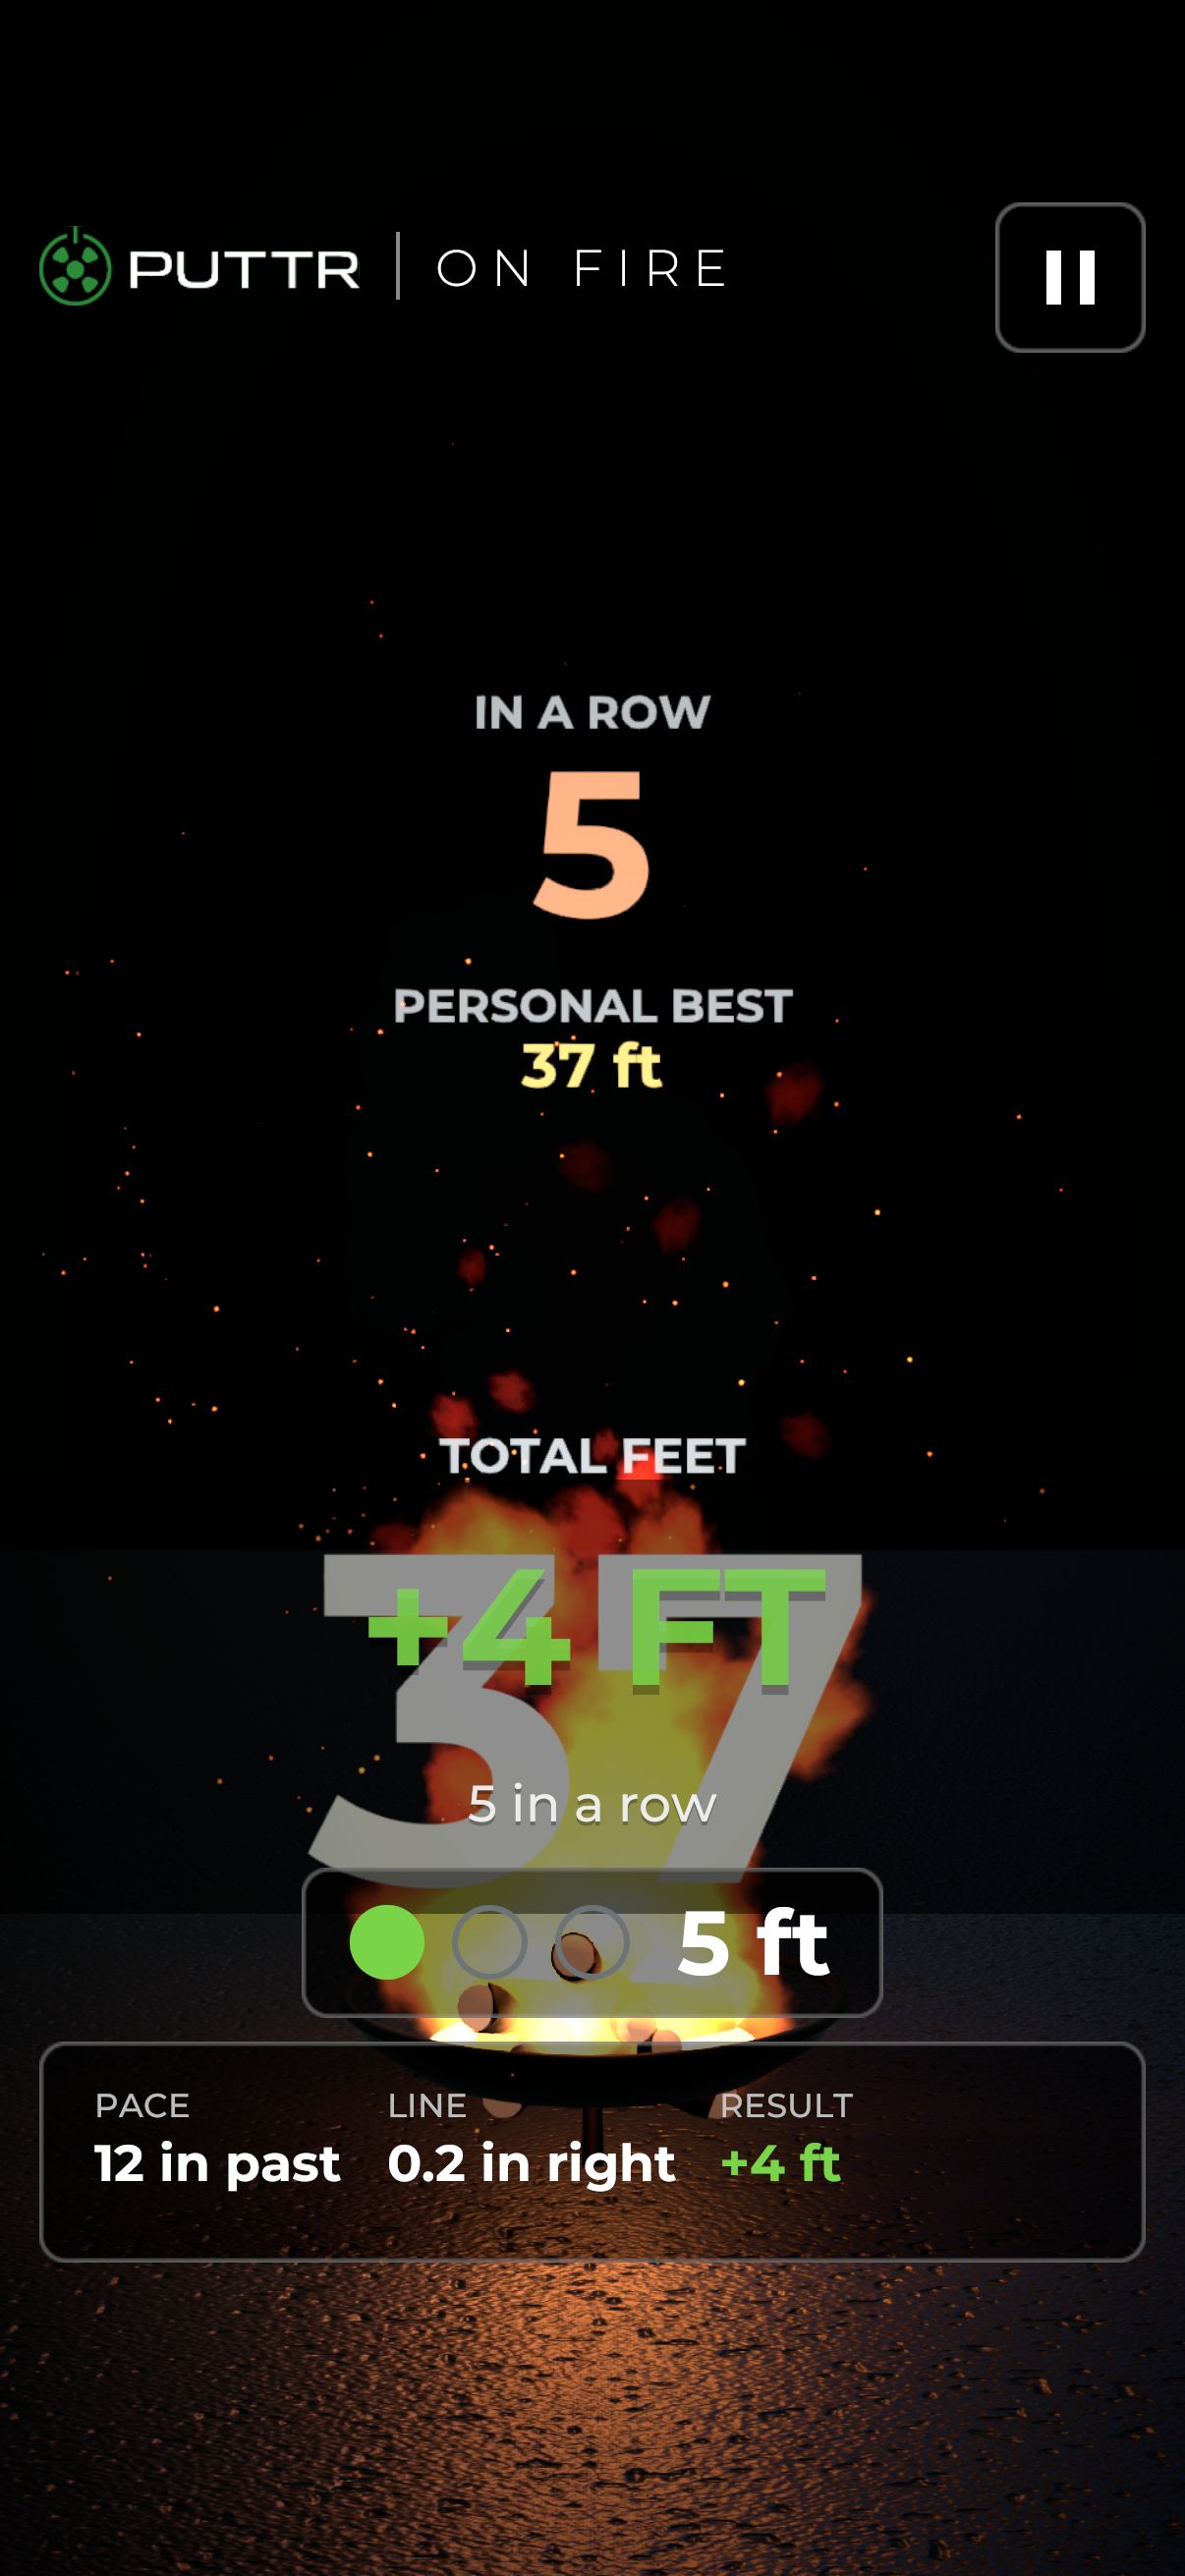 PUTTR | ON FIRE
IN A ROW
5
PERSONAL BEST
37 ft
TOTAL FEET
37
+4 FT
5 in a row
5 ft
PACE LINE RESULT
12 in past 0.2 in right +4 ft